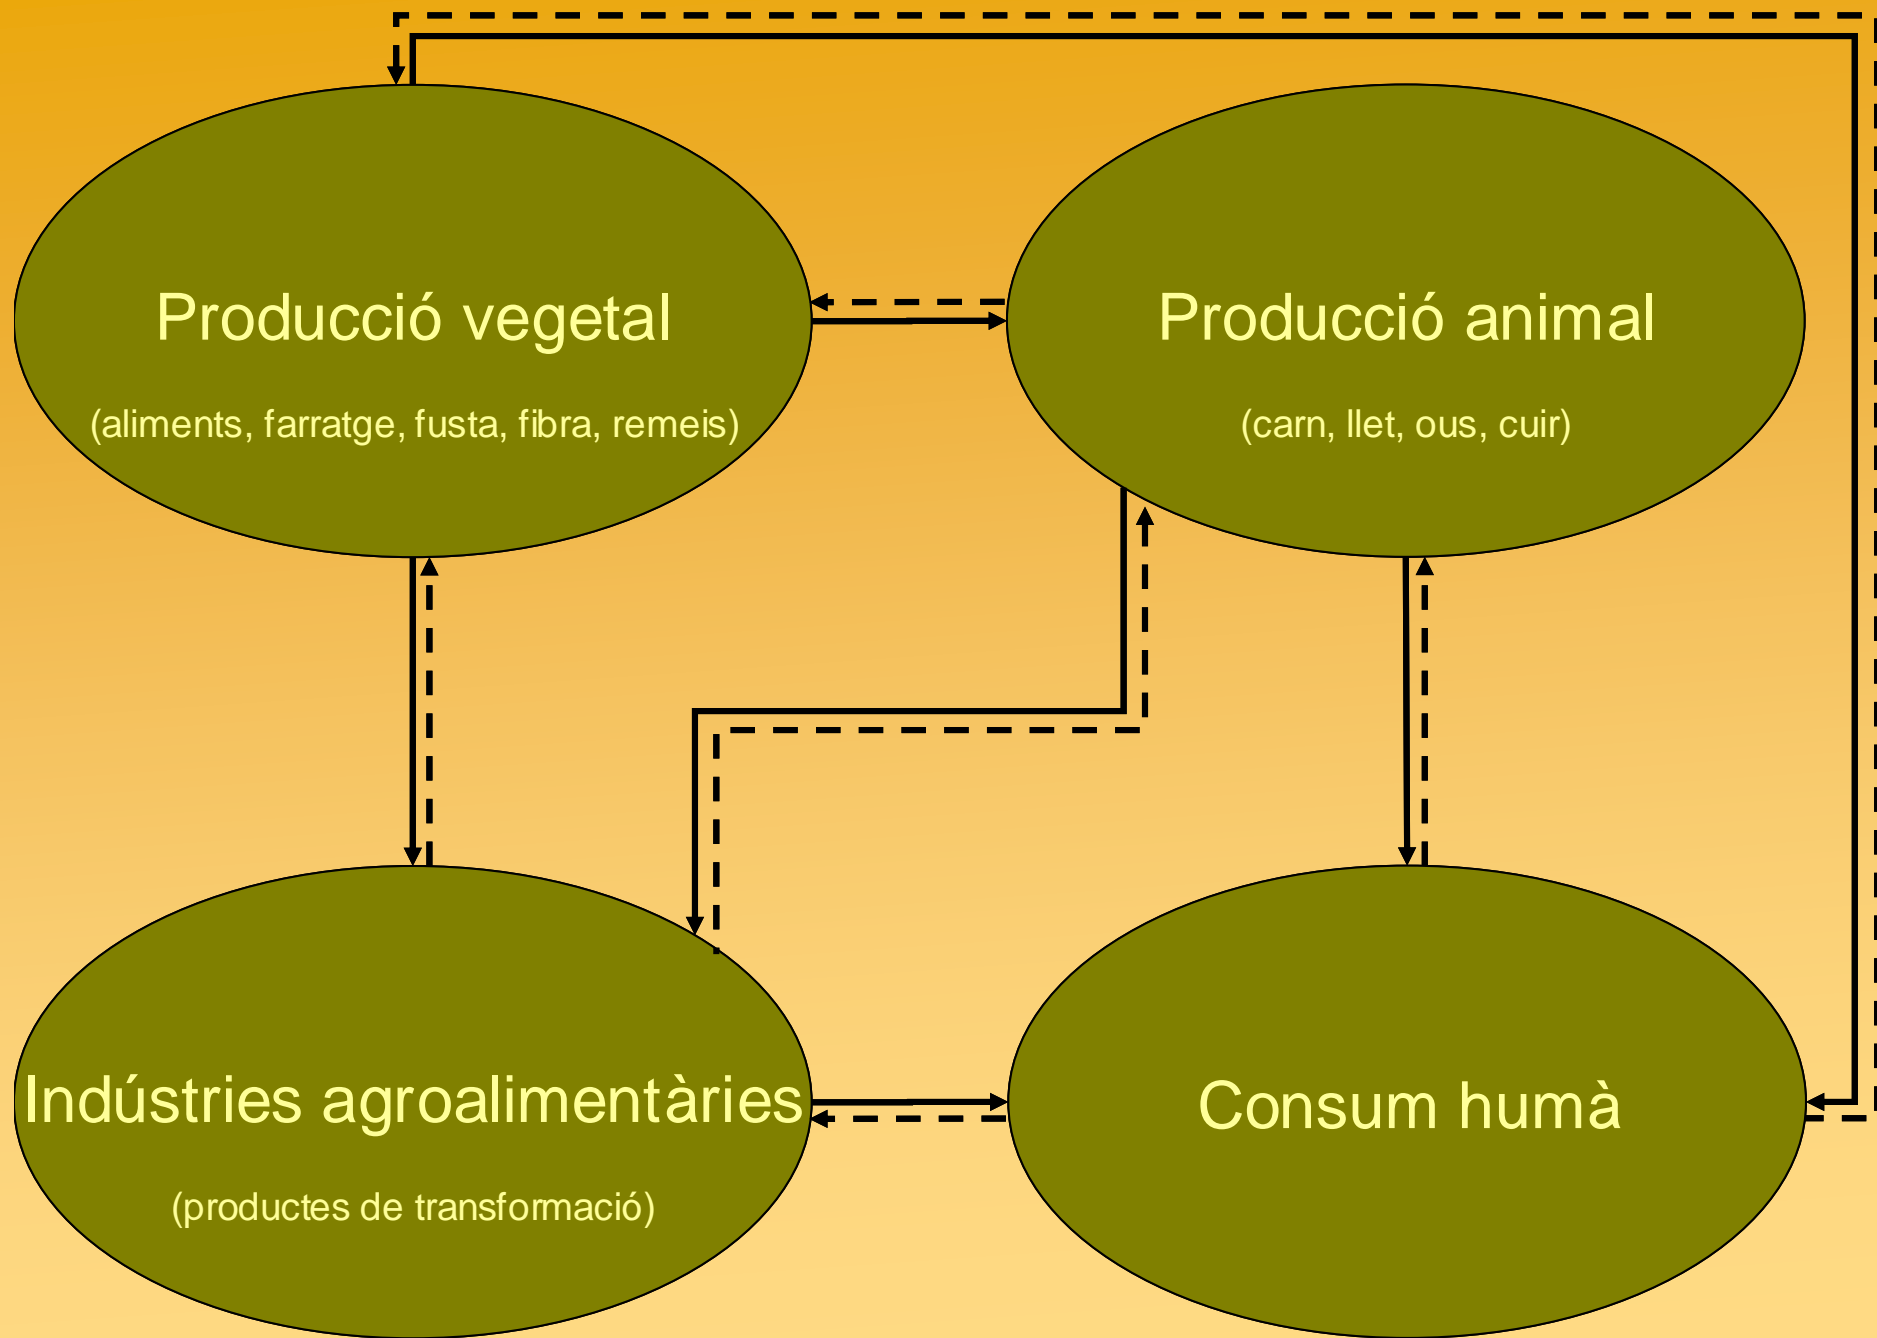 Producció vegetal
(aliments, farratge, fusta, fibra, remeis)
Producció animal
(carn, llet, ous, cuir)
Indústries agroalimentàries
(productes de transformació)
Consum humà